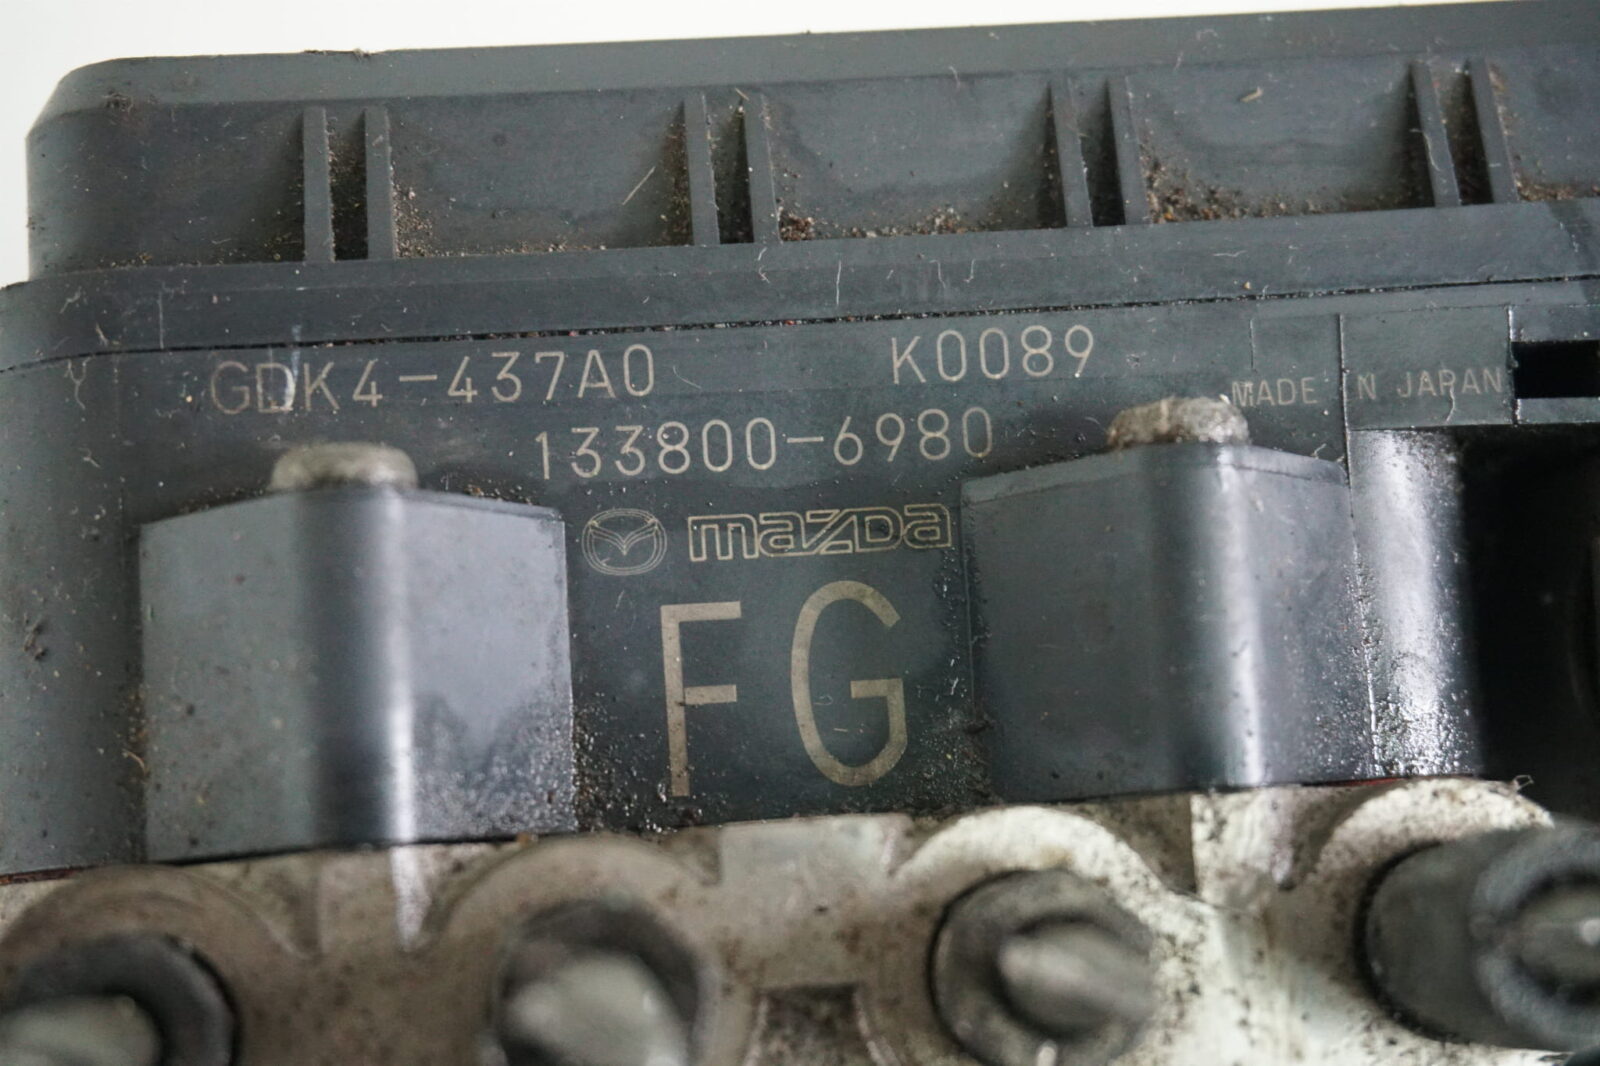 GDK4-437A0 K0089
MADE IN JAPAN
133800-6980
mazda
FG